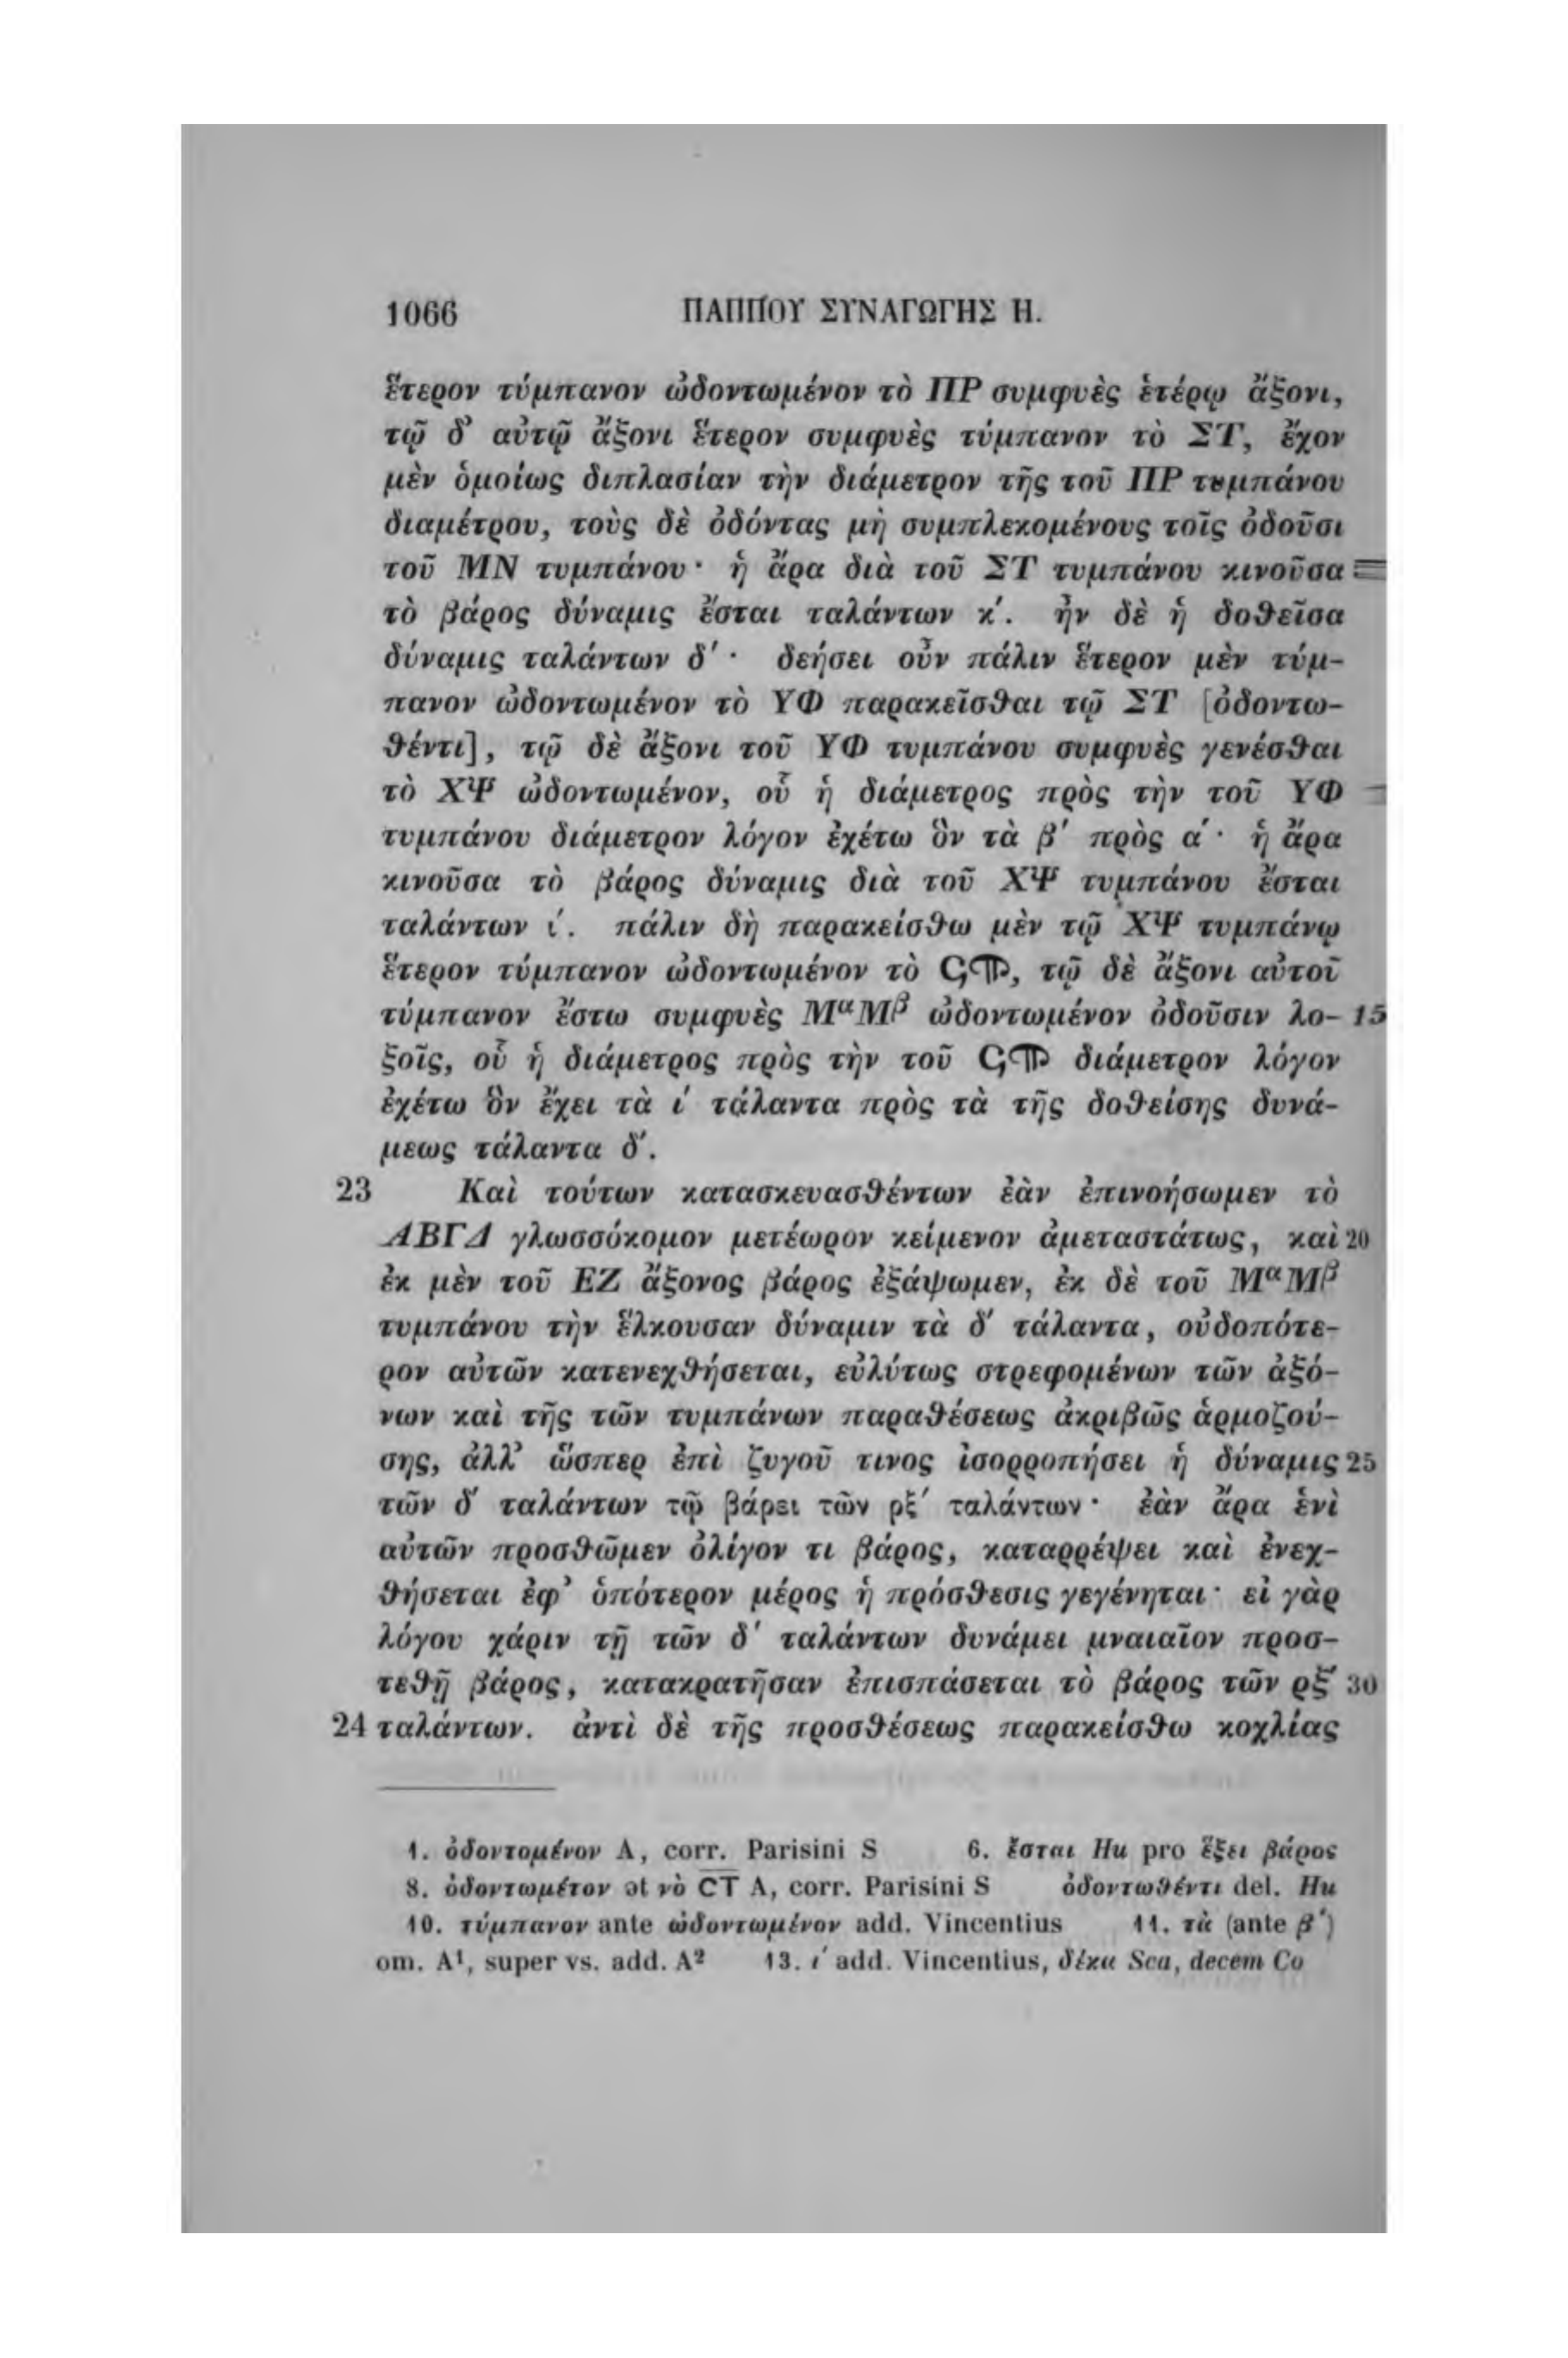 1066 ΠΑΠΠΟΥ ΣΥΝΑΓΩΓΗΣ Η.
ἕτερον τύμπανον ὠδοντωμένον τὸ ΠΡ συμφυὲς ἑτέρῳ ἄξονι,
τῷ δ᾽ αὐτῷ ἄξονι ἕτερον συμφυὲς τύμπανον τὸ ΣΤ, ἔχον
μὲν ὁμοίως διπλασίαν τὴν διάμετρον τῆς τοῦ ΠΡ τυμπάνου
διαμέτρου, τοὺς δὲ ὀδόντας μὴ συμπλεκομένους τοῖς ὀδοῦσι
τοῦ ΜΝ τυμπάνου· ἡ ἄρα διὰ τοῦ ΣΤ τυμπάνου κινοῦσα
τὸ βάρος δύναμις ἔσται ταλάντων κ´. ἦν δὲ ἡ δοθεῖσα
δύναμις ταλάντων δ´· δεήσει οὖν πάλιν ἕτερον μὲν τύμ-
πανον ὠδοντωμένον τὸ ΥΦ παρακεῖσθαι τῷ ΣΤ [ὀδοντω-
θέντι], τῷ δὲ ἄξονι τοῦ ΥΦ τυμπάνου συμφυὲς γενέσθαι
τὸ ΧΨ ὠδοντωμένον, οὗ ἡ διάμετρος πρὸς τὴν τοῦ ΥΦ
τυμπάνου διάμετρον λόγον ἐχέτω ὃν τὰ β´ πρὸς α´· ἡ ἄρα
κινοῦσα τὸ βάρος δύναμις διὰ τοῦ ΧΨ τυμπάνου ἔσται
ταλάντων ί. πάλιν δὴ παρακείσθω μὲν τῷ ΧΨ τυμπάνῳ
ἕτερον τύμπανον ὠδοντωμένον τὸ ϚϠ, τῷ δὲ ἄξονι αὐτοῦ
τύμπανον ἔστω συμφυὲς ΜᵅΜᵝ ὠδοντωμένον ὀδοῦσιν λο- 15
ξοῖς, οὗ ἡ διάμετρος πρὸς τὴν τοῦ ϚϠ διάμετρον λόγον
ἐχέτω ὃν ἔχει τὰ ί τάλαντα πρὸς τὰ τῆς δοθείσης δυνά-
μεως τάλαντα δ´.
23 Καὶ τούτων κατασκευασθέντων ἐὰν ἐπινοήσωμεν τὸ
ΑΒΓΔ γλωσσόκομον μετέωρον κείμενον ἀμεταστάτως, καὶ 20
ἐκ μὲν τοῦ ΕΖ ἄξονος βάρος ἐξάψωμεν, ἐκ δὲ τοῦ ΜᵅΜᵝ
τυμπάνου τὴν ἕλκουσαν δύναμιν τὰ δ´ τάλαντα, οὐδοπότε-
ρον αὐτῶν κατενεχθήσεται, εὐλύτως στρεφομένων τῶν ἀξό-
νων καὶ τῆς τῶν τυμπάνων παραθέσεως ἀκριβῶς ἁρμοζού-
σης, ἀλλ᾽ ὥσπερ ἐπὶ ζυγοῦ τινος ἰσορροπήσει ἡ δύναμις 25
τῶν δ´ ταλάντων τῷ βάρει τῶν ρξ´ ταλάντων· ἐὰν ἄρα ἑνὶ
αὐτῶν προσθῶμεν ὀλίγον τι βάρος, καταρρέψει καὶ ἐνεχ-
θήσεται ἐφ᾽ ὁπότερον μέρος ἡ πρόσθεσις γεγένηται· εἰ γὰρ
λόγου χάριν τῇ τῶν δ´ ταλάντων δυνάμει μναιαῖον προσ-
τεθῇ βάρος, κατακρατῆσαν ἐπισπάσεται τὸ βάρος τῶν ρξ´ 30
24 ταλάντων. ἀντὶ δὲ τῆς προσθέσεως παρακείσθω κοχλίας
1. ὀδοντομένον A, corr. Parisini S 6. ἔσται Hu pro ἕξει βάρος
8. ὀδοντωμέτον et νὸ C̅T̅ A, corr. Parisini S ὀδοντωθέντι del. Hu
10. τύμπανον ante ὠδοντωμένον add. Vincentius 11. τὰ (ante β´)
om. A¹, super vs. add. A² 13. ί add. Vincentius, δέκα Sca, decem Co